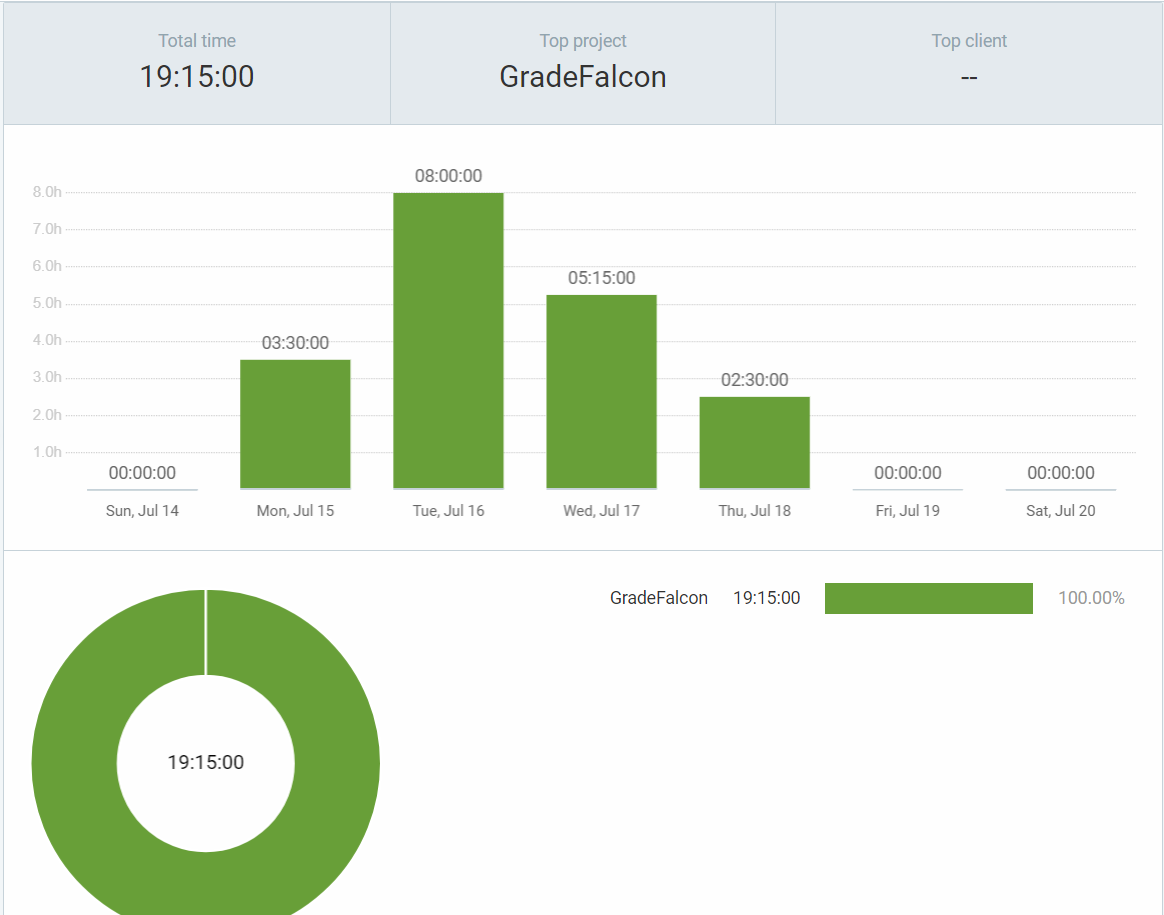 Total time
19:15:00
Top project
GradeFalcon
Top client
--
8.0h
7.0h
6.0h
5.0h
4.0h
3.0h
2.0h
1.0h
00:00:00
03:30:00
08:00:00
05:15:00
02:30:00
00:00:00
00:00:00
Sun, Jul 14
Mon, Jul 15
Tue, Jul 16
Wed, Jul 17
Thu, Jul 18
Fri, Jul 19
Sat, Jul 20
GradeFalcon 19:15:00 100.00%
19:15:00